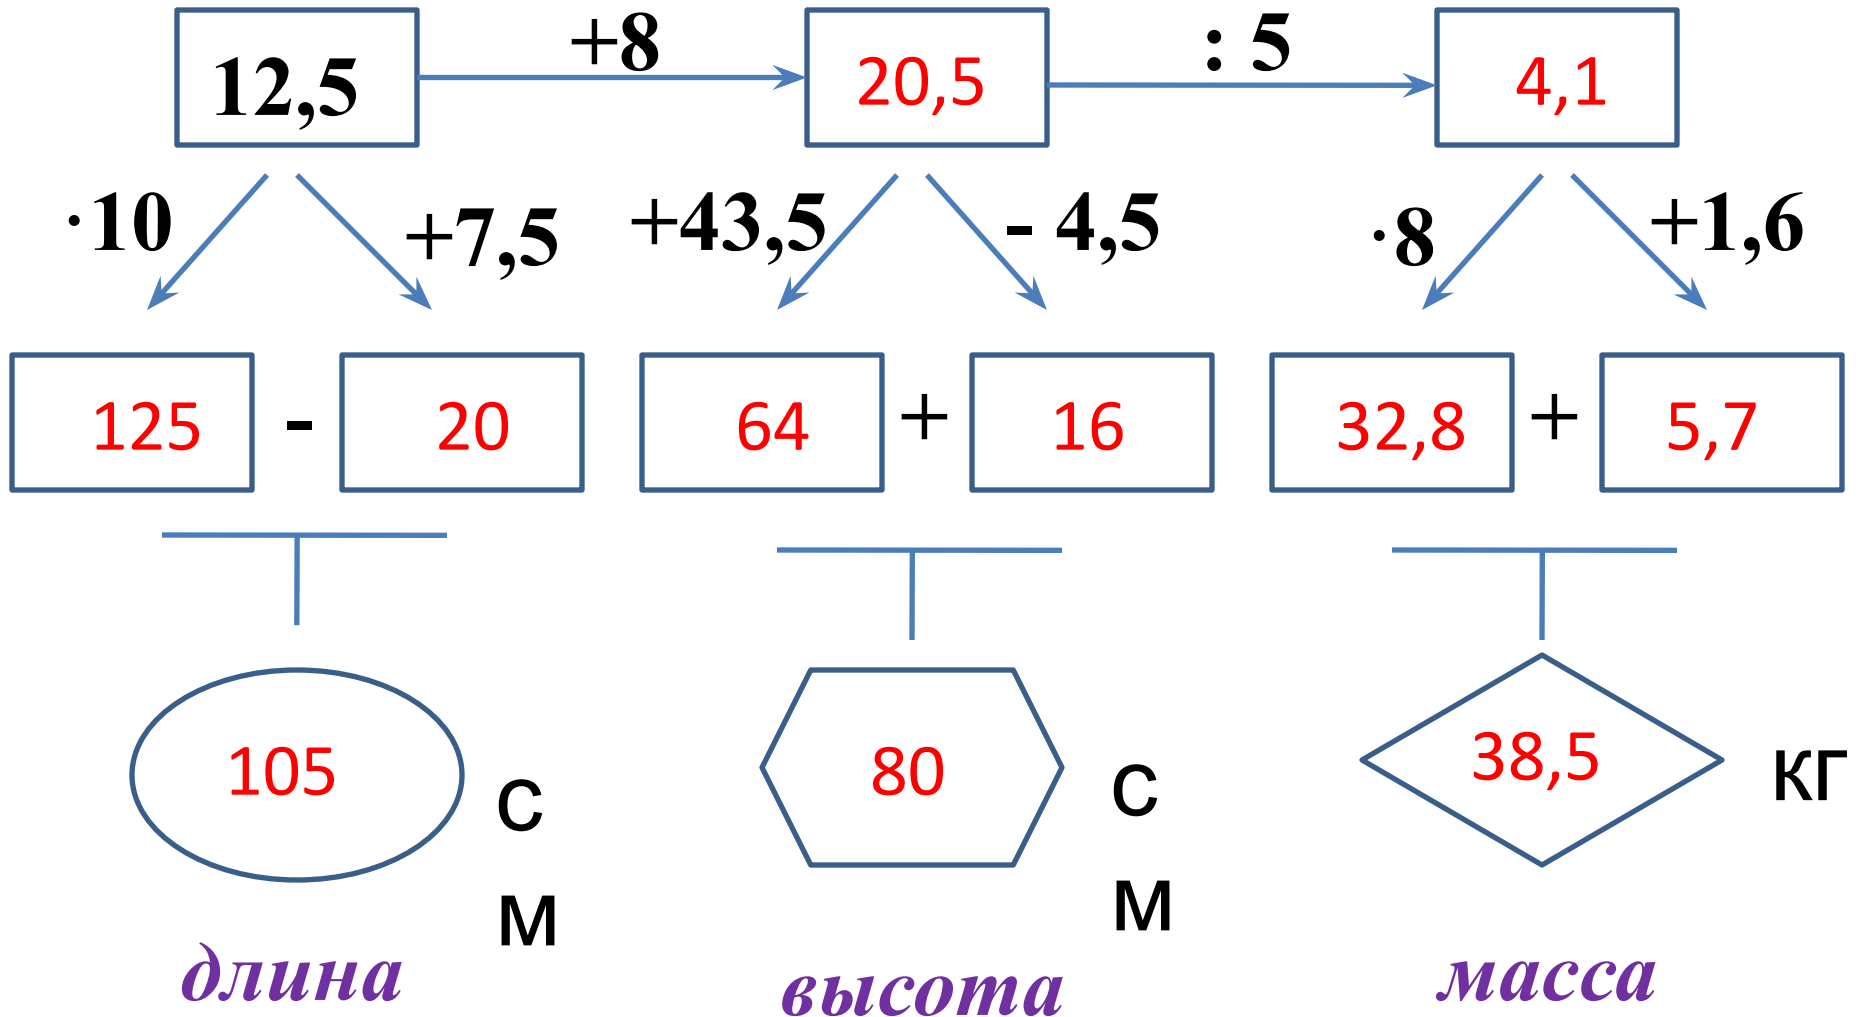 12,5 +8 20,5 : 5 4,1
·10 +7,5 +43,5 - 4,5 ·8 +1,6
125 - 20 64 + 16 32,8 + 5,7
105 80 38,5 кг
с с
м м
длина высота масса